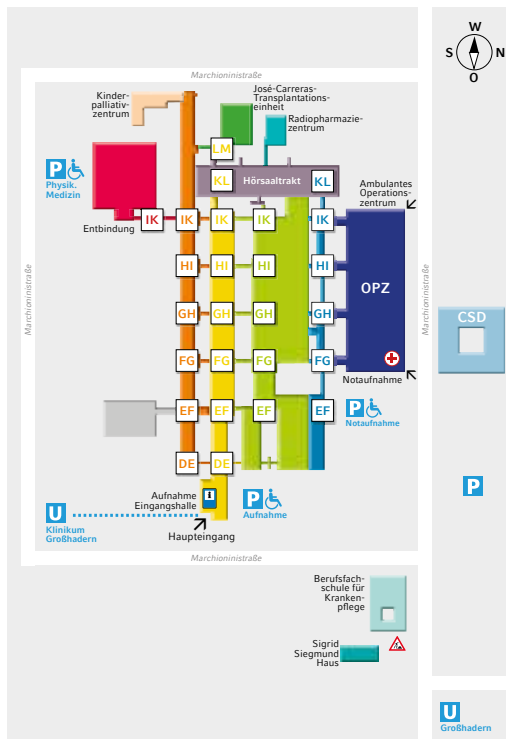 W
S
N
O
Marchioninistraße
Kinder-
palliativ-
zentrum
José-Carreras-
Transplantations-
einheit
Radiopharmazie-
zentrum
LM
P
Physik.
Medizin
KL
Hörsaaltrakt
KL
Ambulantes
Operations-
zentrum
Entbindung
IK
IK
IK
IK
IK
HI
HI
HI
HI
OPZ
Marchioninistraße
Marchioninistraße
GH
GH
GH
GH
CSD
FG
FG
FG
FG
Notaufnahme
EF
EF
EF
EF
P
Notaufnahme
DE
DE
P
Aufnahme
Eingangshalle
i
P
Aufnahme
U
Klinikum
Großhadern
Haupteingang
Marchioninistraße
Berufsfach-
schule für
Kranken-
pflege
Sigrid
Siegmund
Haus
U
Großhadern